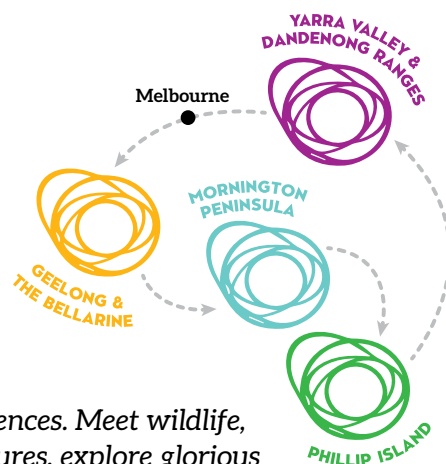 YARRA VALLEY &
DANDENONG RANGES
Melbourne
MORNINGTON
PENINSULA
GEELONG &
THE BELLARINE
PHILLIP ISLAND
ences. Meet wildlife,
ures, explore glorious